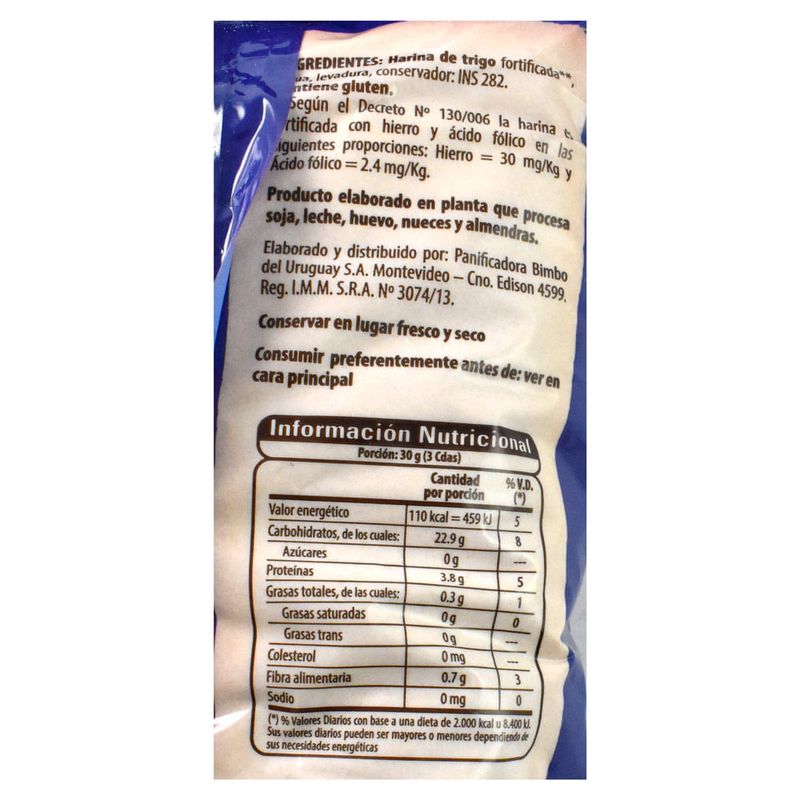 GREDIENTES: Harina de trigo fortificada**,
ua, levadura, conservador: INS 282.
ntiene gluten.
Según el Decreto Nº 130/006 la harina e
rtificada con hierro y ácido fólico en las
iguientes proporciones: Hierro = 30 mg/Kg y
Ácido fólico = 2.4 mg/Kg.
Producto elaborado en planta que procesa
soja, leche, huevo, nueces y almendras.
Elaborado y distribuido por: Panificadora Bimbo
del Uruguay S.A. Montevideo – Cno. Edison 4599.
Reg. I.M.M. S.R.A. Nº 3074/13.
Conservar en lugar fresco y seco
Consumir preferentemente antes de: ver en
cara principal
Información Nutricional
Porción: 30 g (3 Cdas)
Cantidad por porción % V.D. (*)
Valor energético 110 kcal = 459 kJ 5
Carbohidratos, de los cuales: 22.9 g 8
Azúcares 0 g ---
Proteínas 3.8 g 5
Grasas totales, de las cuales: 0.3 g 1
Grasas saturadas 0 g 0
Grasas trans 0 g ---
Colesterol 0 mg ---
Fibra alimentaria 0.7 g 3
Sodio 0 mg 0
(*) % Valores Diarios con base a una dieta de 2.000 kcal u 8.400 kJ.
Sus valores diarios pueden ser mayores o menores dependiendo de
sus necesidades energéticas